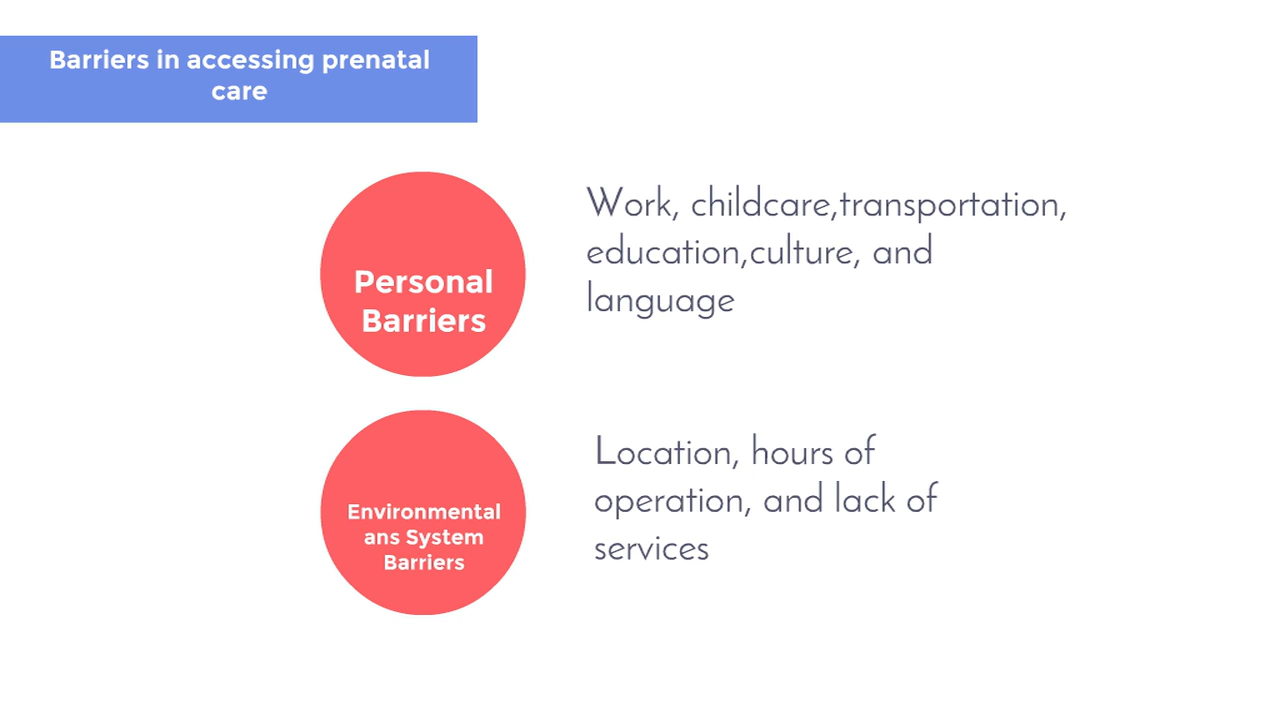 Barriers in accessing prenatal
care
Personal
Barriers
Work, childcare,transportation,
education,culture, and
language
Environmental
ans System
Barriers
Location, hours of
operation, and lack of
services